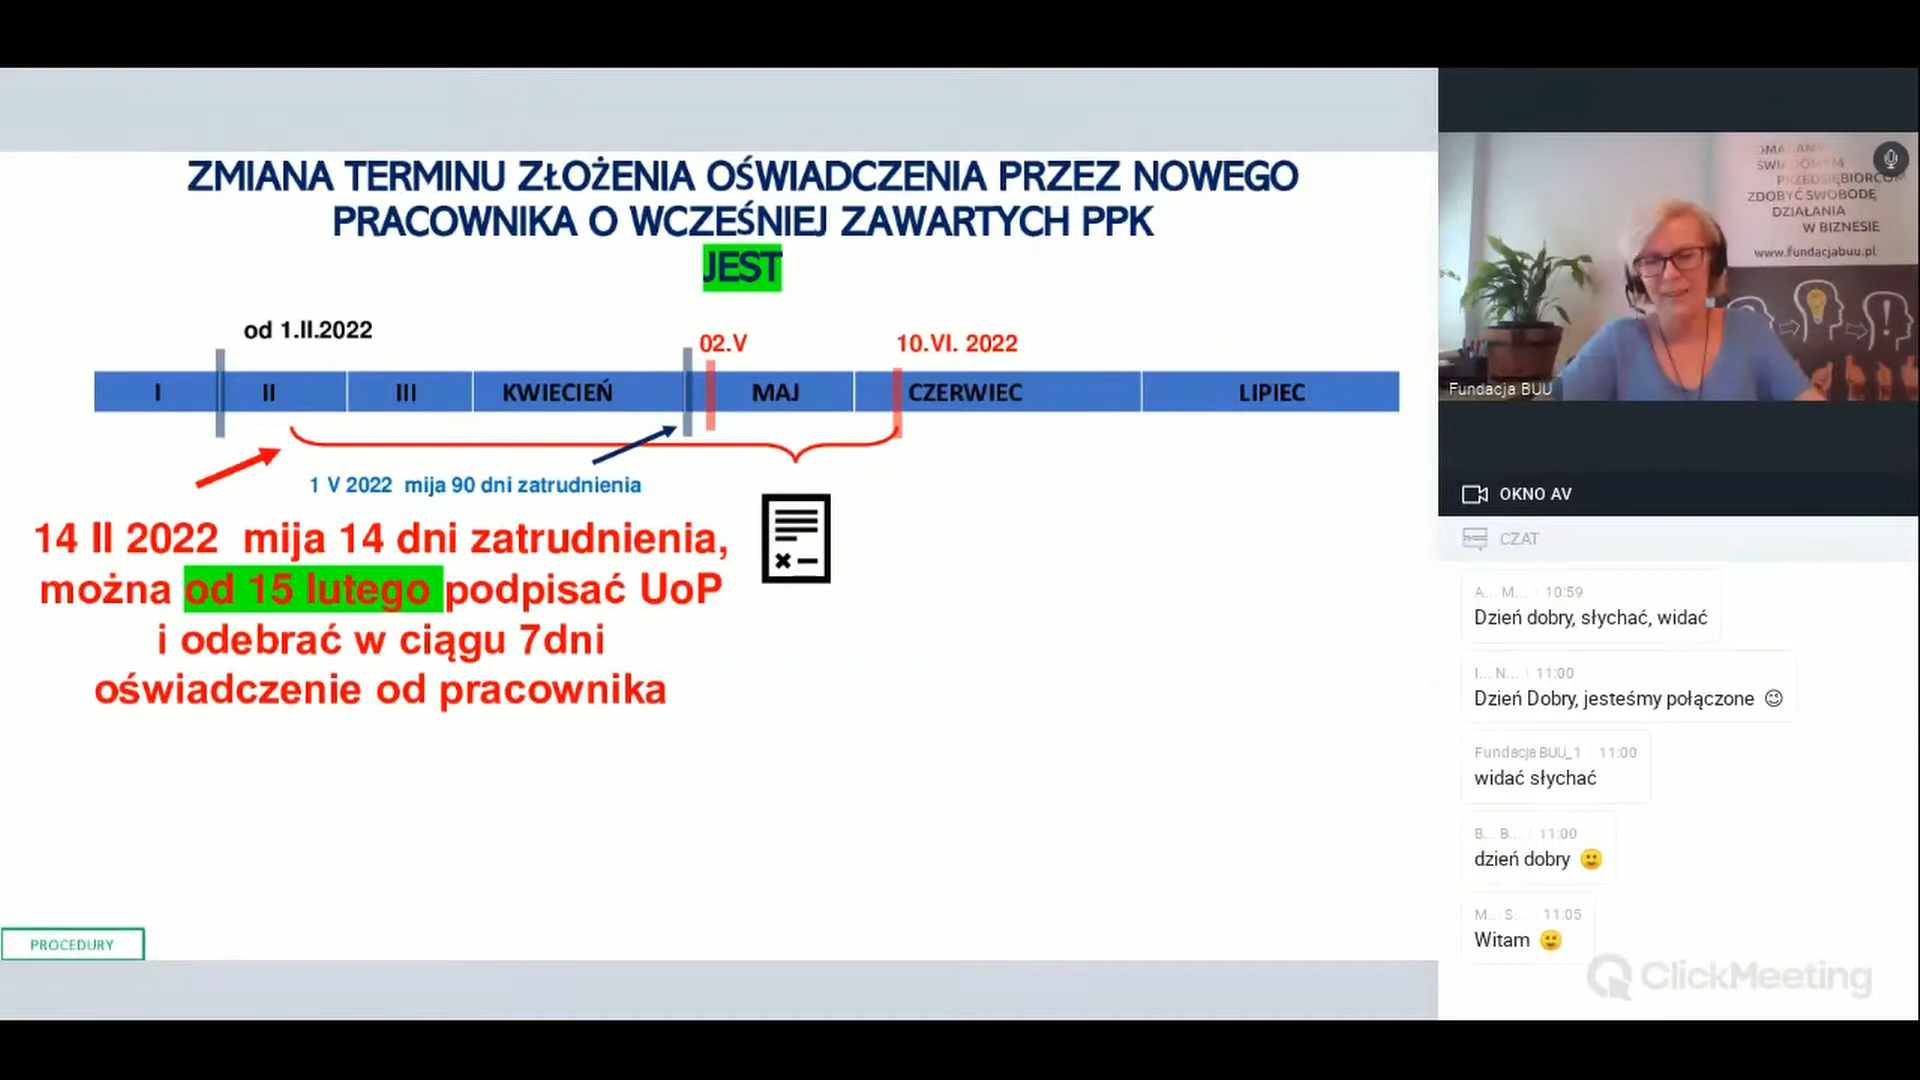 ZMIANA TERMINU ZŁOŻENIA OŚWIADCZENIA PRZEZ NOWEGO
PRACOWNIKA O WCZEŚNIEJ ZAWARTYCH PPK
JEST
od 1.II.2022
02.V
10.VI. 2022
I II III KWIECIEŃ MAJ CZERWIEC LIPIEC
1 V 2022 mija 90 dni zatrudnienia
14 II 2022 mija 14 dni zatrudnienia,
można od 15 lutego podpisać UoP
i odebrać w ciągu 7dni
oświadczenie od pracownika
PROCEDURY
ŚWIADOMYM
PRZEDSIĘBIORCOM
ZDOBYĆ SWOBODĘ
DZIAŁANIA
W BIZNESIE
www.fundacjabuu.pl
Fundacja BUU
OKNO AV
CZAT
A... M... 10:59
Dzień dobry, słychać, widać
I... N... 11:00
Dzień Dobry, jesteśmy połączone 😉
Fundacja BUU_1 11:00
widać słychać
B... B... 11:00
dzień dobry 🙂
M... S... 11:05
Witam 🙂
ClickMeeting